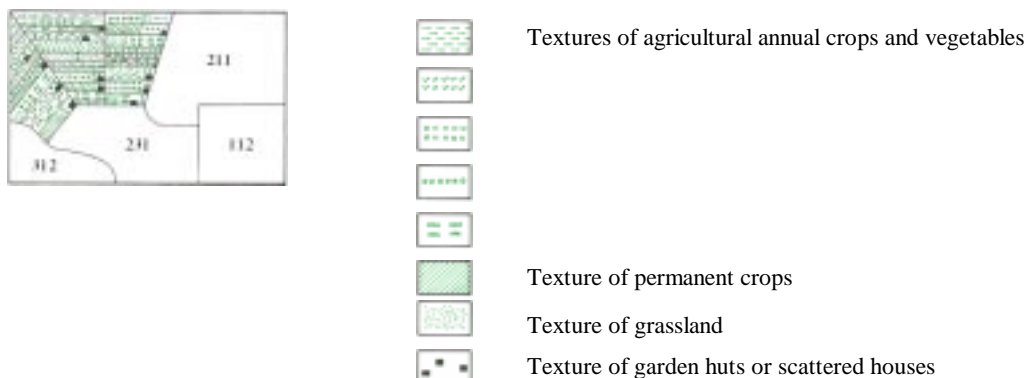 211
231
112
312
Textures of agricultural annual crops and vegetables
Texture of permanent crops
Texture of grassland
Texture of garden huts or scattered houses